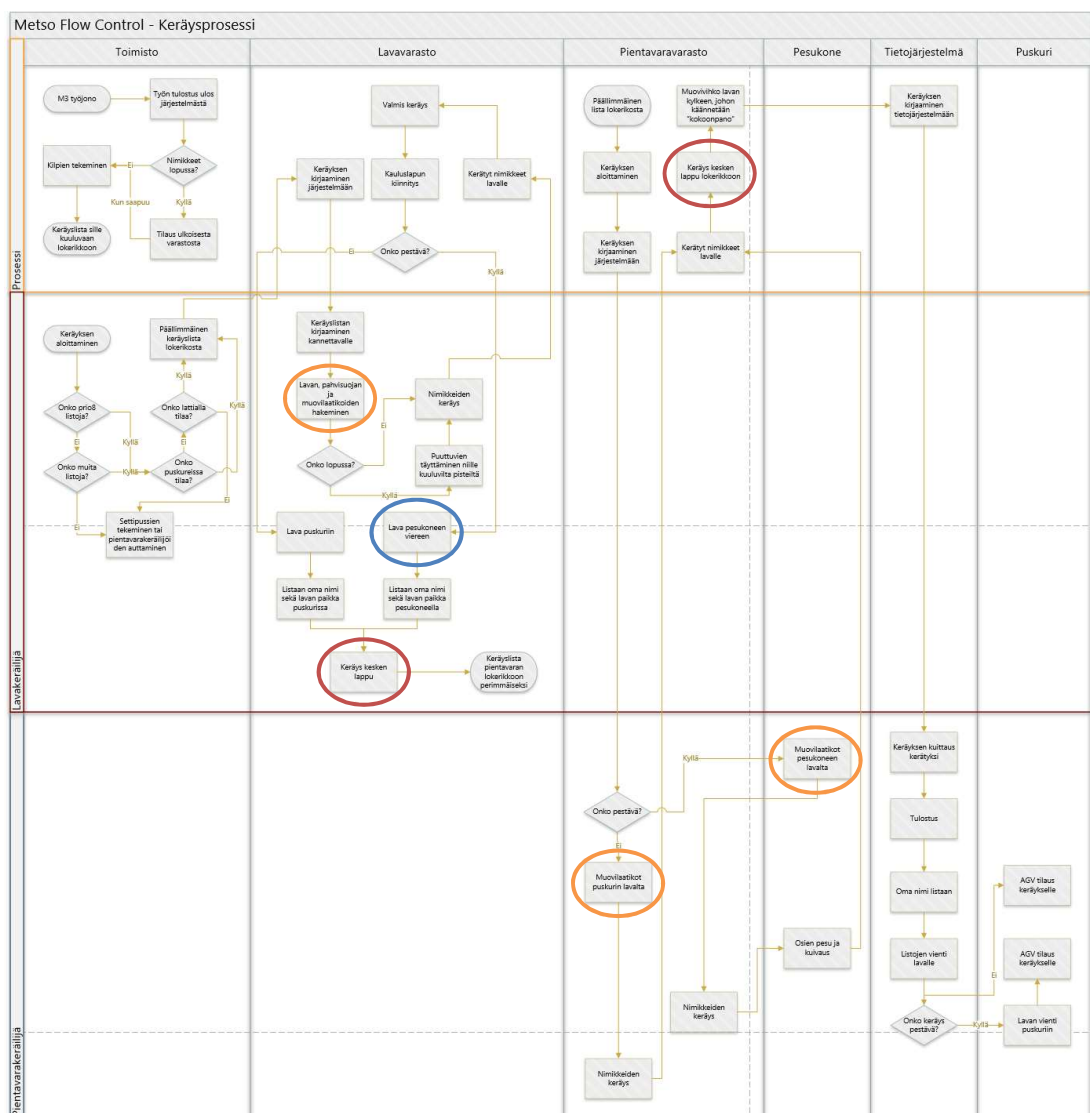 Metso Flow Control - Keräysprosessi
Toimisto
Lavavarasto
Pientavaravarasto
Pesukone
Tietojärjestelmä
Puskuri
Prosessi
M3 työjono
Työn tulostus ulos
järjestelmästä
Nimikkeet
lopussa?
Ei
Kilpien tekeminen
Kun saapuu
Kyllä
Keräyslista sille
kuuluvaan
lokerikkoon
Tilaus ulkoisesta
varastosta
Valmis keräys
Keräyksen
kirjaaminen
järjestelmään
Kauluslapun
kiinnitys
Kerätyt nimikkeet
lavalle
Ei
Onko pestävä?
Kyllä
Päällimmäinen
lista lokerikosta
Muovivihko lavan
kylkeen, johon
käännetään
"kokoonpano"
Keräyksen
kirjaaminen
tietojärjestelmään
Keräyksen
aloittaminen
Keräys kesken
lappu lokerikkoon
Keräyksen
kirjaaminen
järjestelmään
Kerätyt nimikkeet
lavalle
Lavakeräilijä
Keräyksen
aloittaminen
Päällimmäinen
keräyslista
lokerikosta
Kyllä
Kyllä
Onko prio8
listoja?
Onko lattialla
tilaa?
Ei
Kyllä
Ei
Onko muita
listoja?
Kyllä
Onko
puskureissa
tilaa?
Ei
Ei
Settipussien
tekeminen tai
pientavarakeräilijöi
den auttaminen
Keräyslistan
kirjaaminen
kannettavalle
Lavan, pahvisuojan
ja
muovilaatikoiden
hakeminen
Nimikkeiden
keräys
Ei
Onko lopussa?
Puuttuvien
täyttäminen niille
kuuluvilta pisteiltä
Kyllä
Lava puskuriin
Lava pesukoneen
viereen
Listaan oma nimi
sekä lavan paikka
puskurissa
Listaan oma nimi
sekä lavan paikka
pesukoneella
Keräys kesken
lappu
Keräyslista
pientavaran
lokerikkoon
perimmäiseksi
Pientavarakeräilijä
Kyllä
Muovilaatikot
pesukoneen
lavalta
Keräyksen kuittaus
kerätyksi
Onko pestävä?
Ei
Tulostus
Muovilaatikot
puskurin lavalta
Oma nimi listaan
AGV tilaus
keräykselle
Osien pesu ja
kuivaus
Listojen vienti
lavalle
AGV tilaus
keräykselle
Ei
Nimikkeiden
keräys
Onko keräys
pestävä?
Kyllä
Lavan vienti
puskuriin
Nimikkeiden
keräys